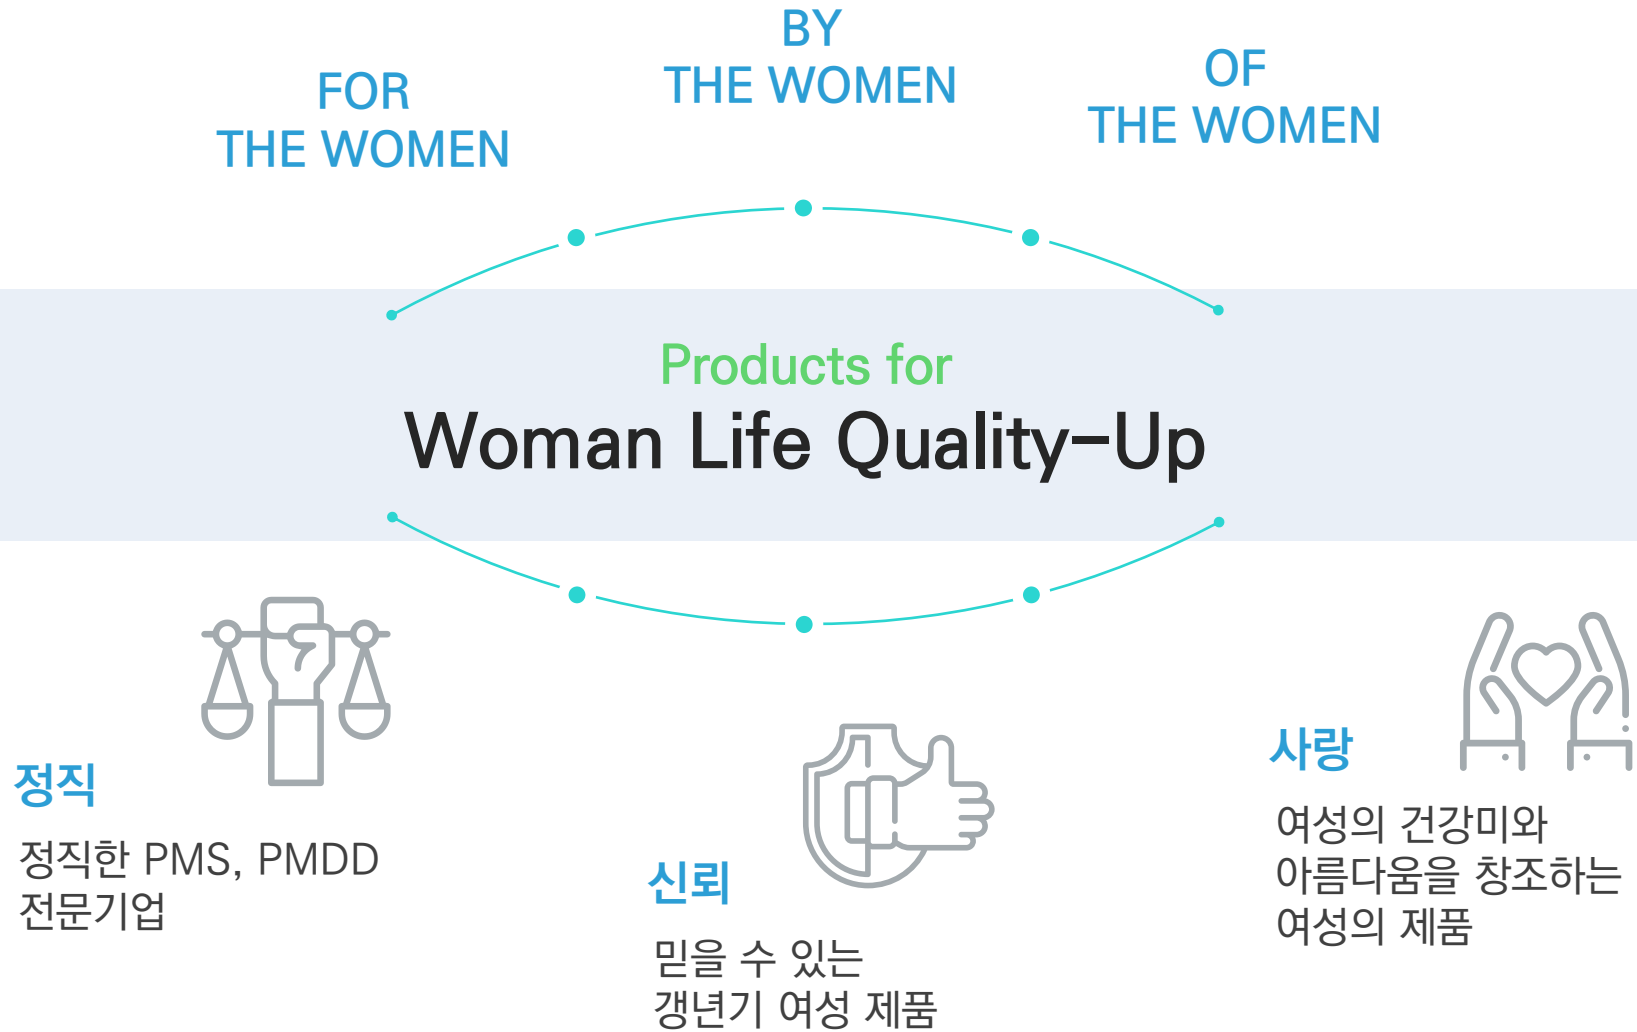 FOR
THE WOMEN
BY
THE WOMEN
OF
THE WOMEN
Products for
Woman Life Quality-Up
정직
정직한 PMS, PMDD
전문기업
신뢰
믿을 수 있는
갱년기 여성 제품
사랑
여성의 건강미와
아름다움을 창조하는
여성의 제품